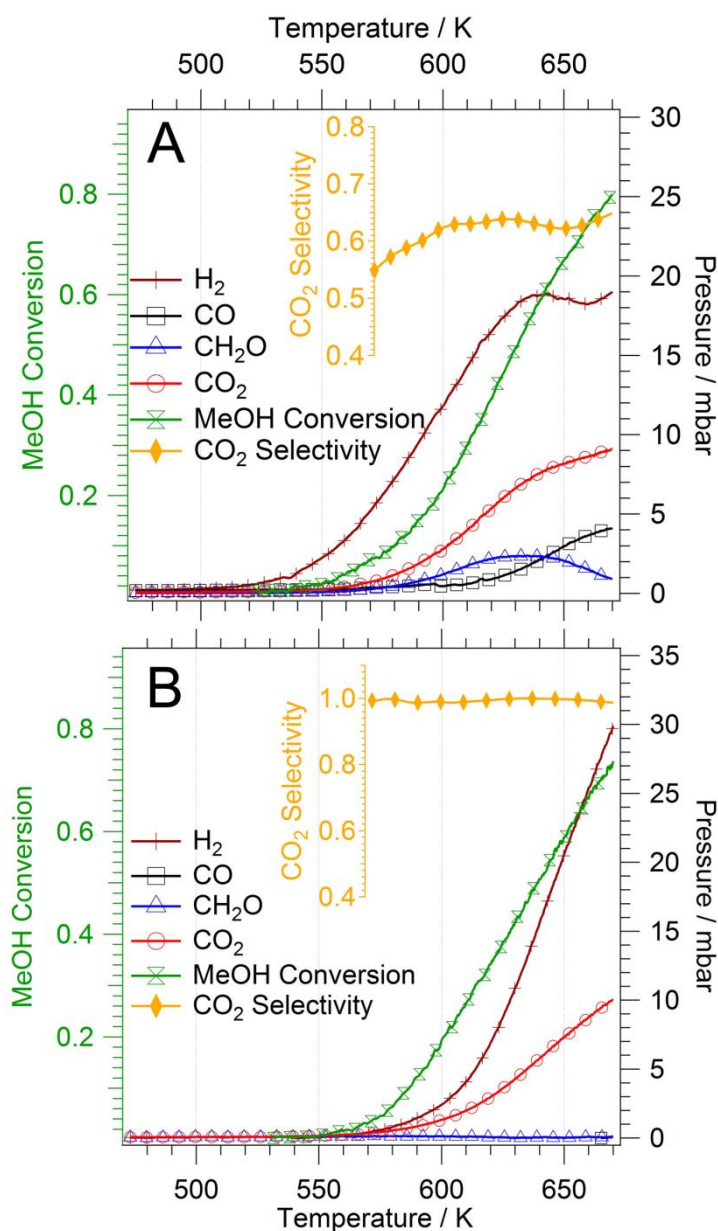 Temperature / K
500 550 600 650
A
MeOH Conversion
0.8
0.6
0.4
0.2
CO₂ Selectivity
0.8
0.7
0.6
0.5
0.4
H₂
CO
CH₂O
CO₂
MeOH Conversion
CO₂ Selectivity
30
25
20
15
10
5
0
Pressure / mbar
B
MeOH Conversion
0.8
0.6
0.4
0.2
CO₂ Selectivity
1.0
0.8
0.6
0.4
H₂
CO
CH₂O
CO₂
MeOH Conversion
CO₂ Selectivity
35
30
25
20
15
10
5
0
Pressure / mbar
500 550 600 650
Temperature / K